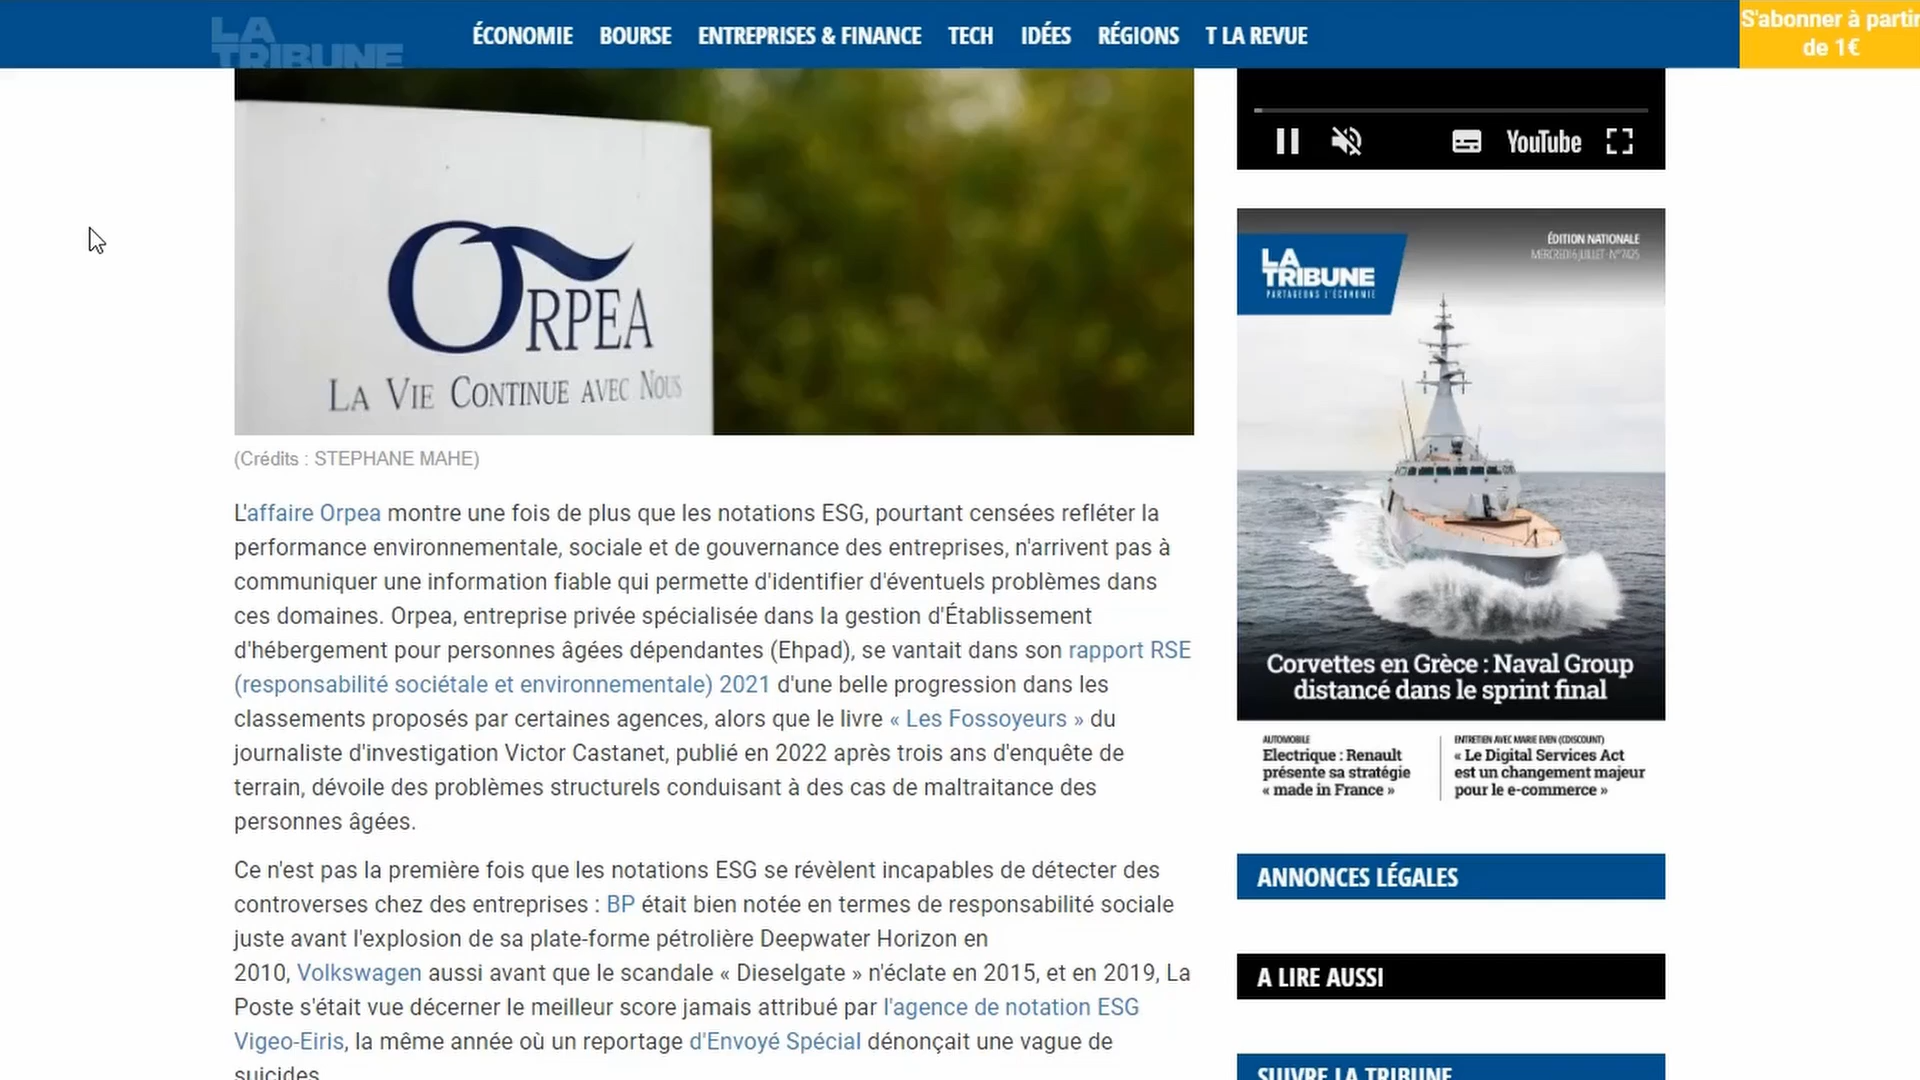 LA TRIBUNE
ÉCONOMIE BOURSE ENTREPRISES & FINANCE TECH IDÉES RÉGIONS T LA REVUE
S'abonner à partir
de 1€
ORPEA
LA VIE CONTINUE AVEC NOUS
(Crédits : STEPHANE MAHE)
L'affaire Orpea montre une fois de plus que les notations ESG, pourtant censées refléter la
performance environnementale, sociale et de gouvernance des entreprises, n'arrivent pas à
communiquer une information fiable qui permette d'identifier d'éventuels problèmes dans
ces domaines. Orpea, entreprise privée spécialisée dans la gestion d'Établissement
d'hébergement pour personnes âgées dépendantes (Ehpad), se vantait dans son rapport RSE
(responsabilité sociétale et environnementale) 2021 d'une belle progression dans les
classements proposés par certaines agences, alors que le livre « Les Fossoyeurs » du
journaliste d'investigation Victor Castanet, publié en 2022 après trois ans d'enquête de
terrain, dévoile des problèmes structurels conduisant à des cas de maltraitance des
personnes âgées.
Ce n'est pas la première fois que les notations ESG se révèlent incapables de détecter des
controverses chez des entreprises : BP était bien notée en termes de responsabilité sociale
juste avant l'explosion de sa plate-forme pétrolière Deepwater Horizon en
2010, Volkswagen aussi avant que le scandale « Dieselgate » n'éclate en 2015, et en 2019, La
Poste s'était vue décerner le meilleur score jamais attribué par l'agence de notation ESG
Vigeo-Eiris, la même année où un reportage d'Envoyé Spécial dénonçait une vague de
suicides.
YouTube
LA
TRIBUNE
PARTAGEONS L'ÉCONOMIE
ÉDITION NATIONALE
MERCREDI 6 JUILLET - N°7425
Corvettes en Grèce : Naval Group
distancé dans le sprint final
AUTOMOBILE
Electrique : Renault
présente sa stratégie
« made in France »
ENTRETIEN AVEC MARIE EVEN (CDISCOUNT)
« Le Digital Services Act
est un changement majeur
pour le e-commerce »
ANNONCES LÉGALES
A LIRE AUSSI
SUIVRE LA TRIBUNE